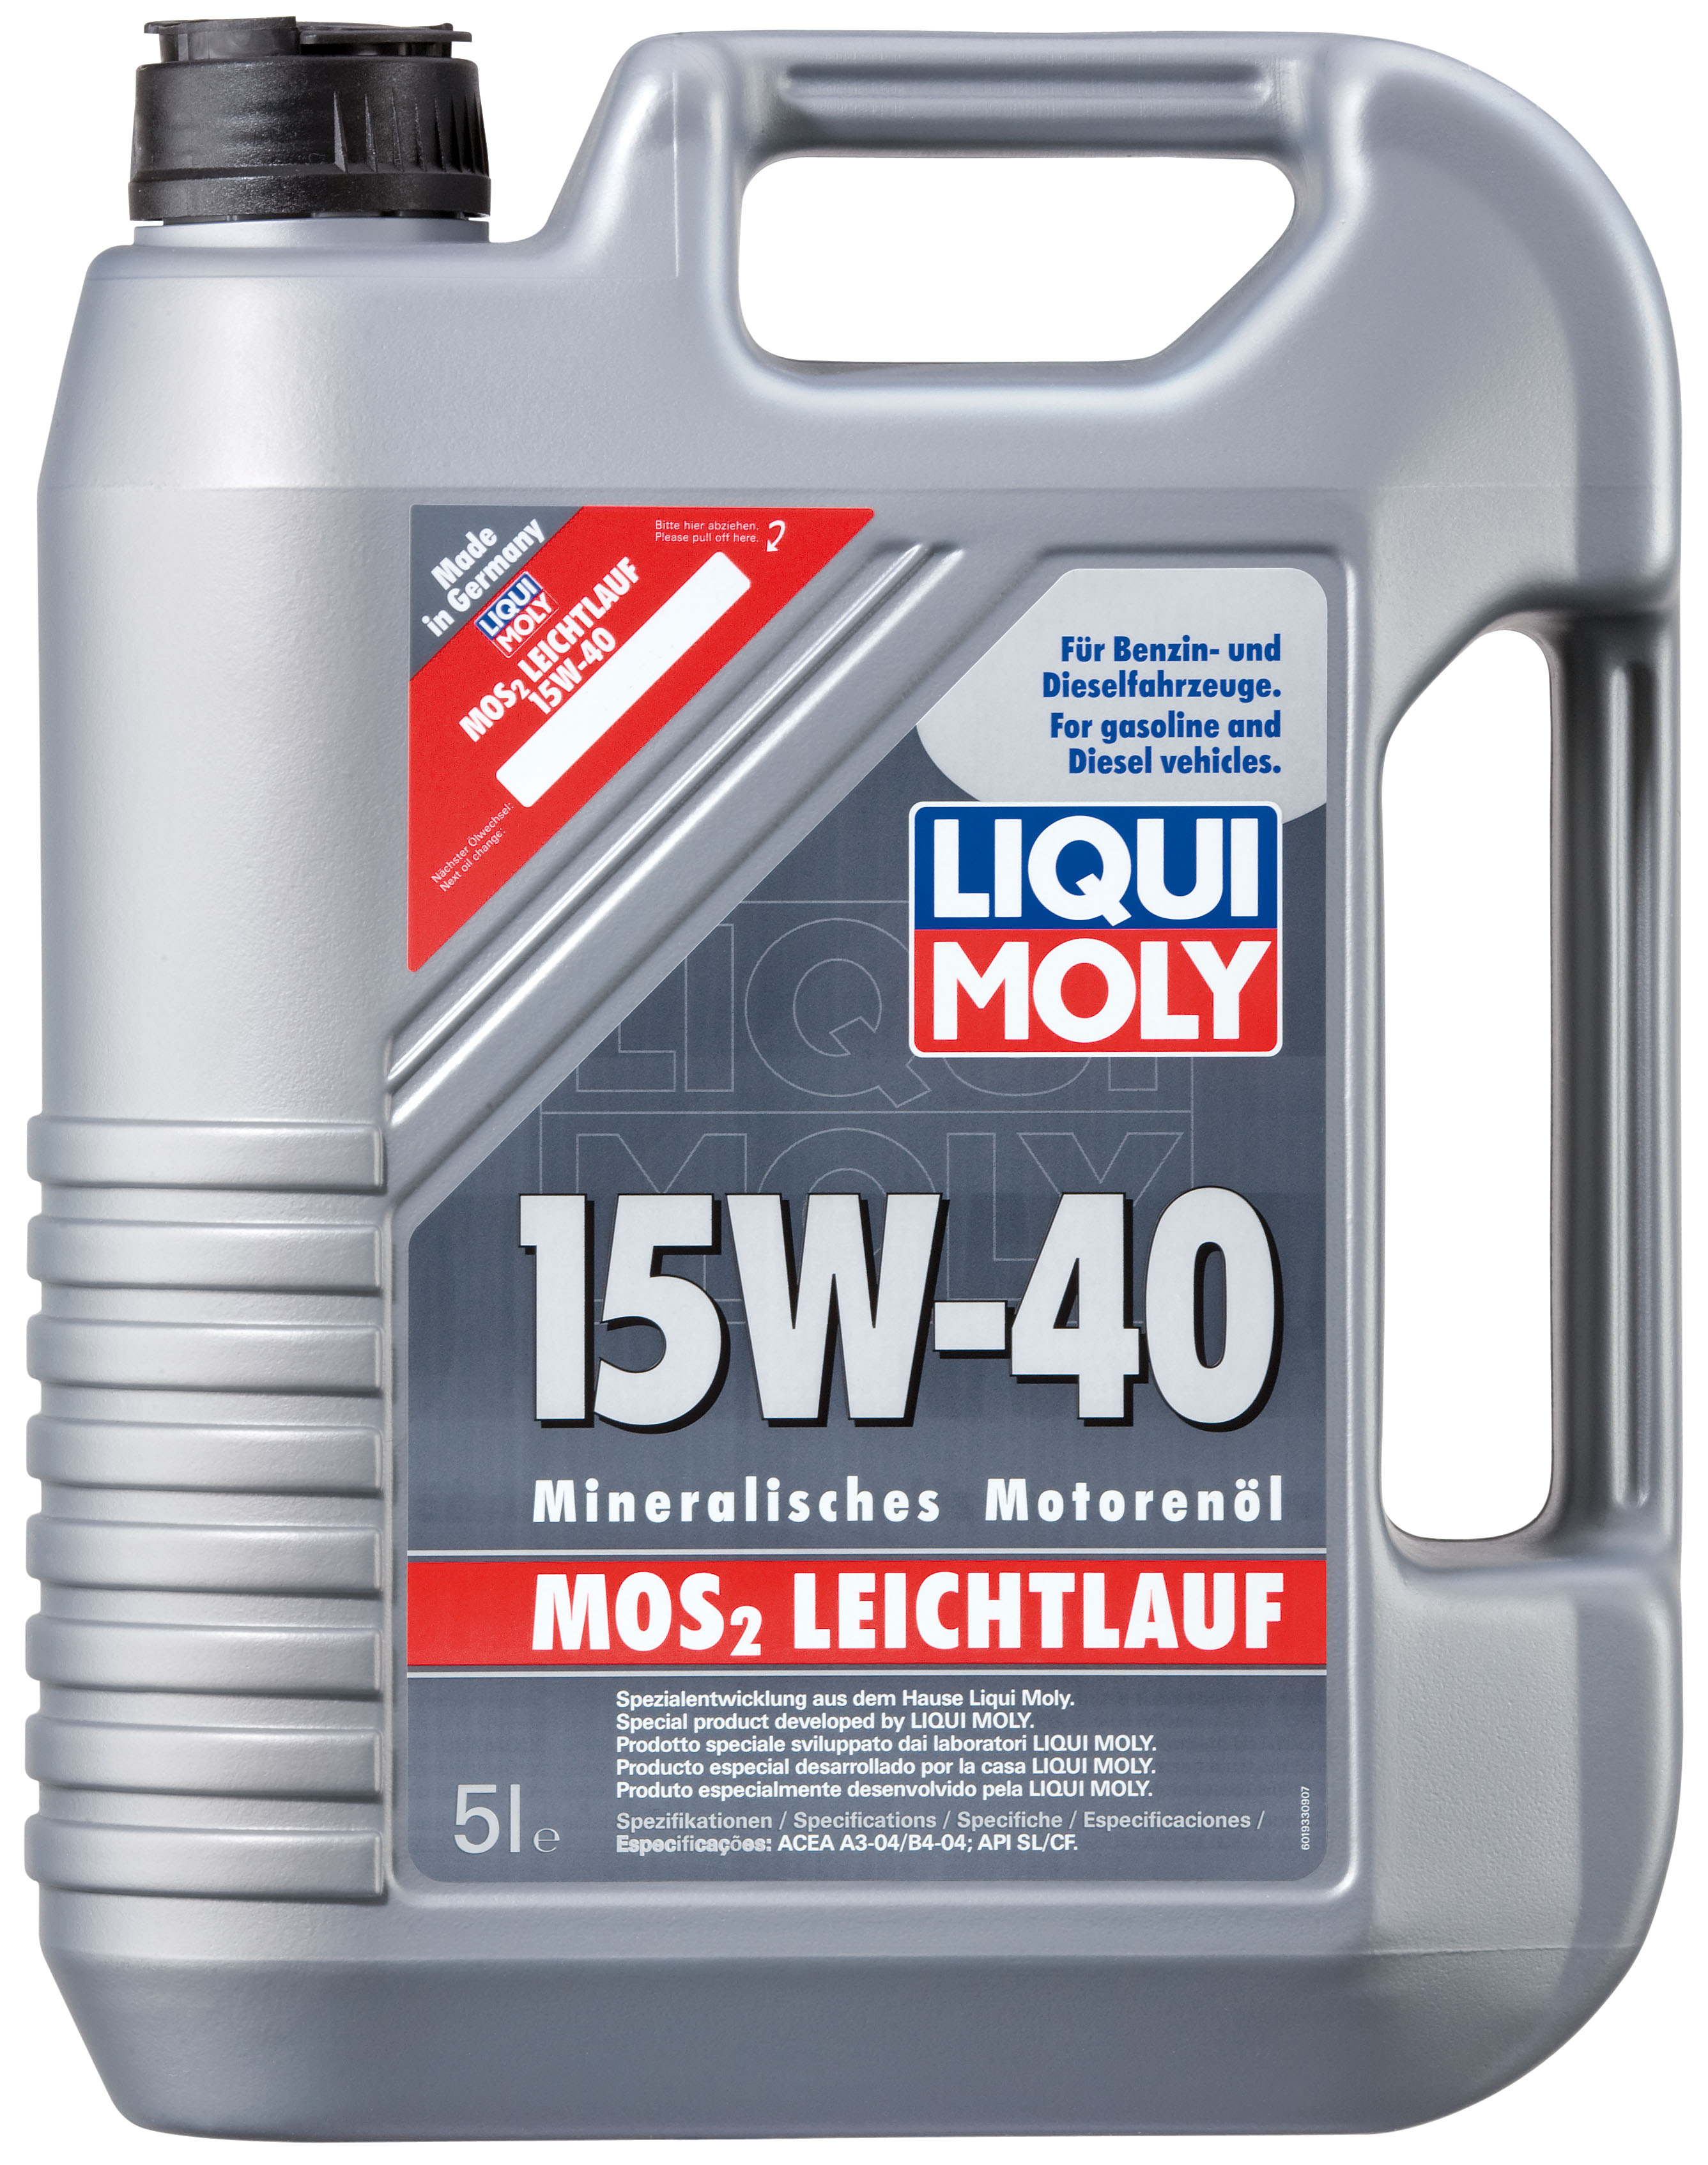 Made
in Germany
Bitte hier abziehen.
Please pull off here.
LIQUI
MOLY
MOS₂ LEICHTLAUF
15W-40
Nächster Ölwechsel:
Next oil change:
Für Benzin- und
Dieselfahrzeuge.
For gasoline and
Diesel vehicles.
LIQUI
MOLY
LIQUI
MOLY
15W-40
Mineralisches Motorenöl
MOS₂ LEICHTLAUF
Spezialentwicklung aus dem Hause Liqui Moly.
Special product developed by LIQUI MOLY.
Prodotto speciale sviluppato dai laboratori LIQUI MOLY.
Producto especial desarrollado por la casa LIQUI MOLY.
Produto especialmente desenvolvido pela LIQUI MOLY.
Spezifikationen / Specifications / Specifiche / Especificaciones /
Especificações: ACEA A3-04/B4-04; API SL/CF.
5l ℮
6019330907